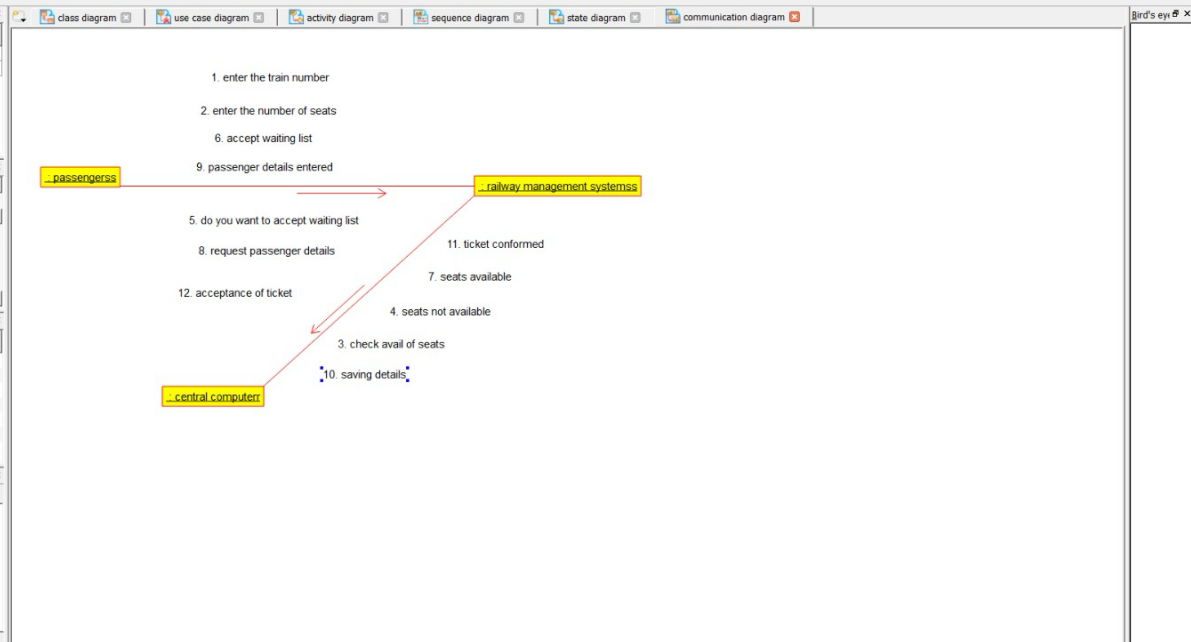 class diagram
use case diagram
activity diagram
sequence diagram
state diagram
communication diagram
Bird's eye
1. enter the train number
2. enter the number of seats
6. accept waiting list
9. passenger details entered
.: passengerss
.: railway management systemss
5. do you want to accept waiting list
8. request passenger details
12. acceptance of ticket
11. ticket conformed
7. seats available
4. seats not available
3. check avail of seats
10. saving details
.: central computerr